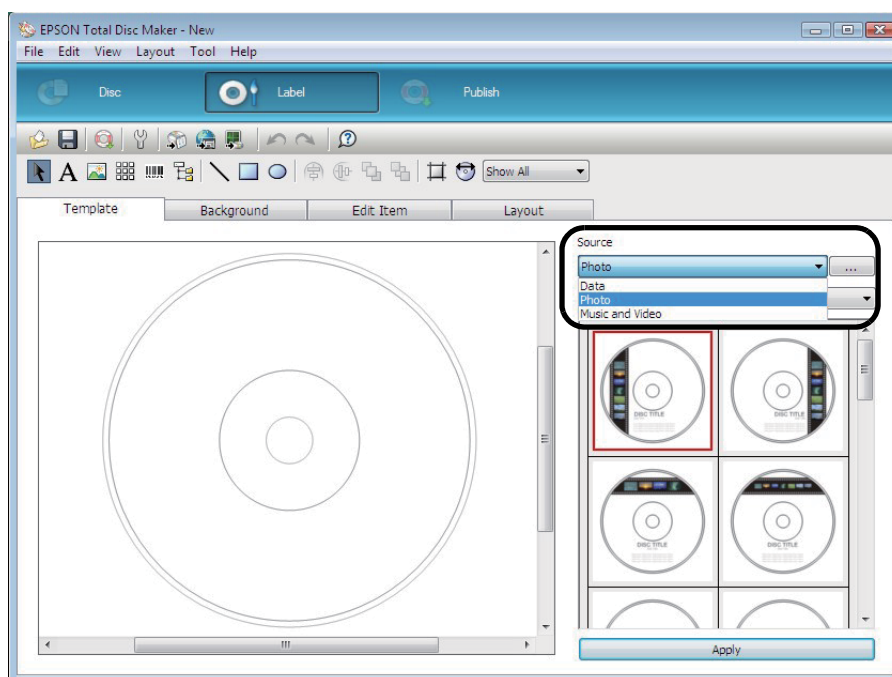 EPSON Total Disc Maker - New
File Edit View Layout Tool Help
Disc Label Publish
A Show All
Template Background Edit Item Layout
Source
Photo ...
Data
Photo
Music and Video
DISC TITLE DISC TITLE
DISC TITLE DISC TITLE
Apply